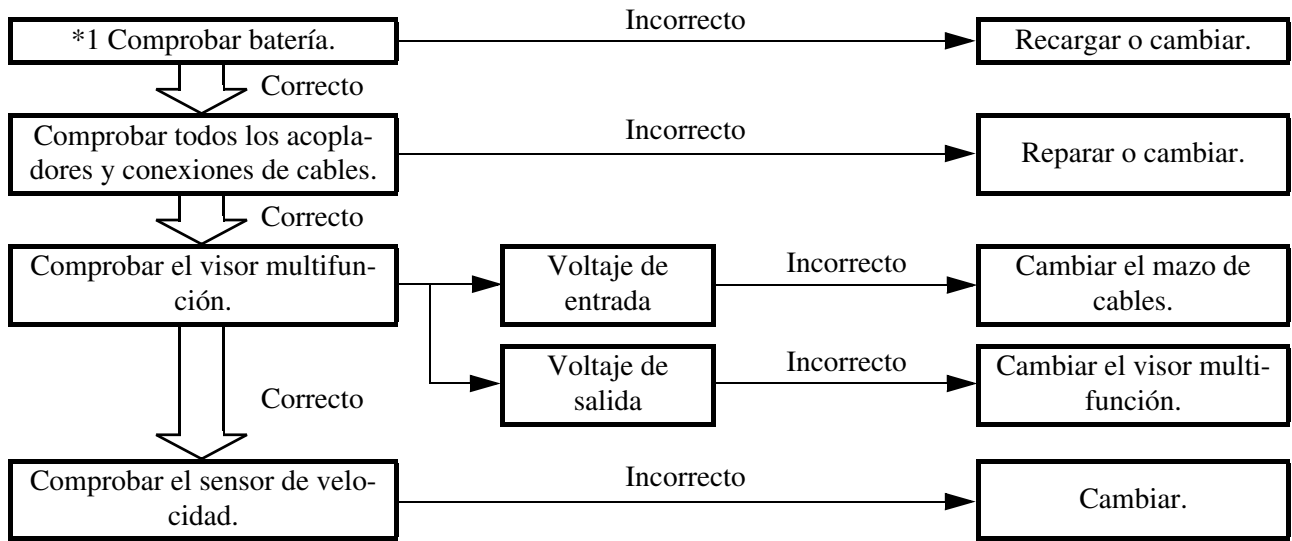 *1 Comprobar batería.
Incorrecto
Recargar o cambiar.
Correcto
Comprobar todos los acopla-
dores y conexiones de cables.
Incorrecto
Reparar o cambiar.
Correcto
Comprobar el visor multifun-
ción.
Voltaje de
entrada
Incorrecto
Cambiar el mazo de
cables.
Voltaje de
salida
Incorrecto
Cambiar el visor multi-
función.
Correcto
Comprobar el sensor de velo-
cidad.
Incorrecto
Cambiar.